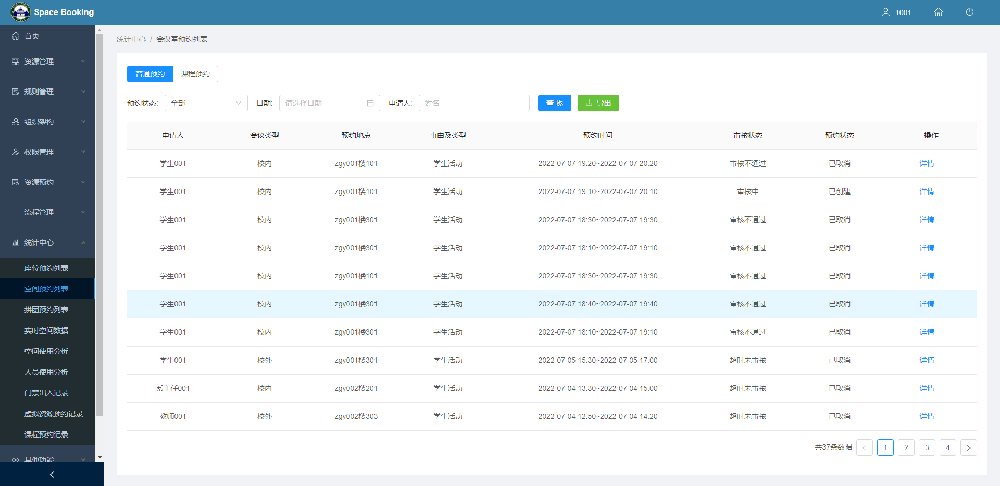 Space Booking
1001
首页
资源管理
规则管理
组织架构
权限管理
资源预约
流程管理
统计中心
座位预约列表
空间预约列表
拼团预约列表
实时空间数据
空间使用分析
人员使用分析
门禁出入记录
虚拟资源预约记录
课程预约记录
其他功能
统计中心 / 会议室预约列表
普通预约 课程预约
预约状态: 全部 日期: 请选择日期 申请人: 姓名 查 找 导出
申请人 会议类型 预约地点 事由及类型 预约时间 审核状态 预约状态 操作
学生001 校内 zgy001楼101 学生活动 2022-07-07 19:20~2022-07-07 20:20 审核不通过 已取消 详情
学生001 校内 zgy001楼101 学生活动 2022-07-07 19:10~2022-07-07 20:10 审核中 已创建 详情
学生001 校内 zgy001楼301 学生活动 2022-07-07 18:30~2022-07-07 19:30 审核不通过 已取消 详情
学生001 校内 zgy001楼301 学生活动 2022-07-07 18:10~2022-07-07 19:10 审核不通过 已取消 详情
学生001 校内 zgy001楼101 学生活动 2022-07-07 18:30~2022-07-07 19:30 审核不通过 已取消 详情
学生001 校内 zgy001楼301 学生活动 2022-07-07 18:40~2022-07-07 19:40 审核不通过 已取消 详情
学生001 校内 zgy001楼301 学生活动 2022-07-07 18:10~2022-07-07 19:10 审核不通过 已取消 详情
学生001 校外 zgy001楼301 学生活动 2022-07-05 15:30~2022-07-05 17:00 超时未审核 已取消 详情
系主任001 校内 zgy002楼201 学生活动 2022-07-04 13:30~2022-07-04 15:00 超时未审核 已取消 详情
教师001 校外 zgy002楼303 学生活动 2022-07-04 12:50~2022-07-04 14:20 超时未审核 已取消 详情
共37条数据 < 1 2 3 4 >